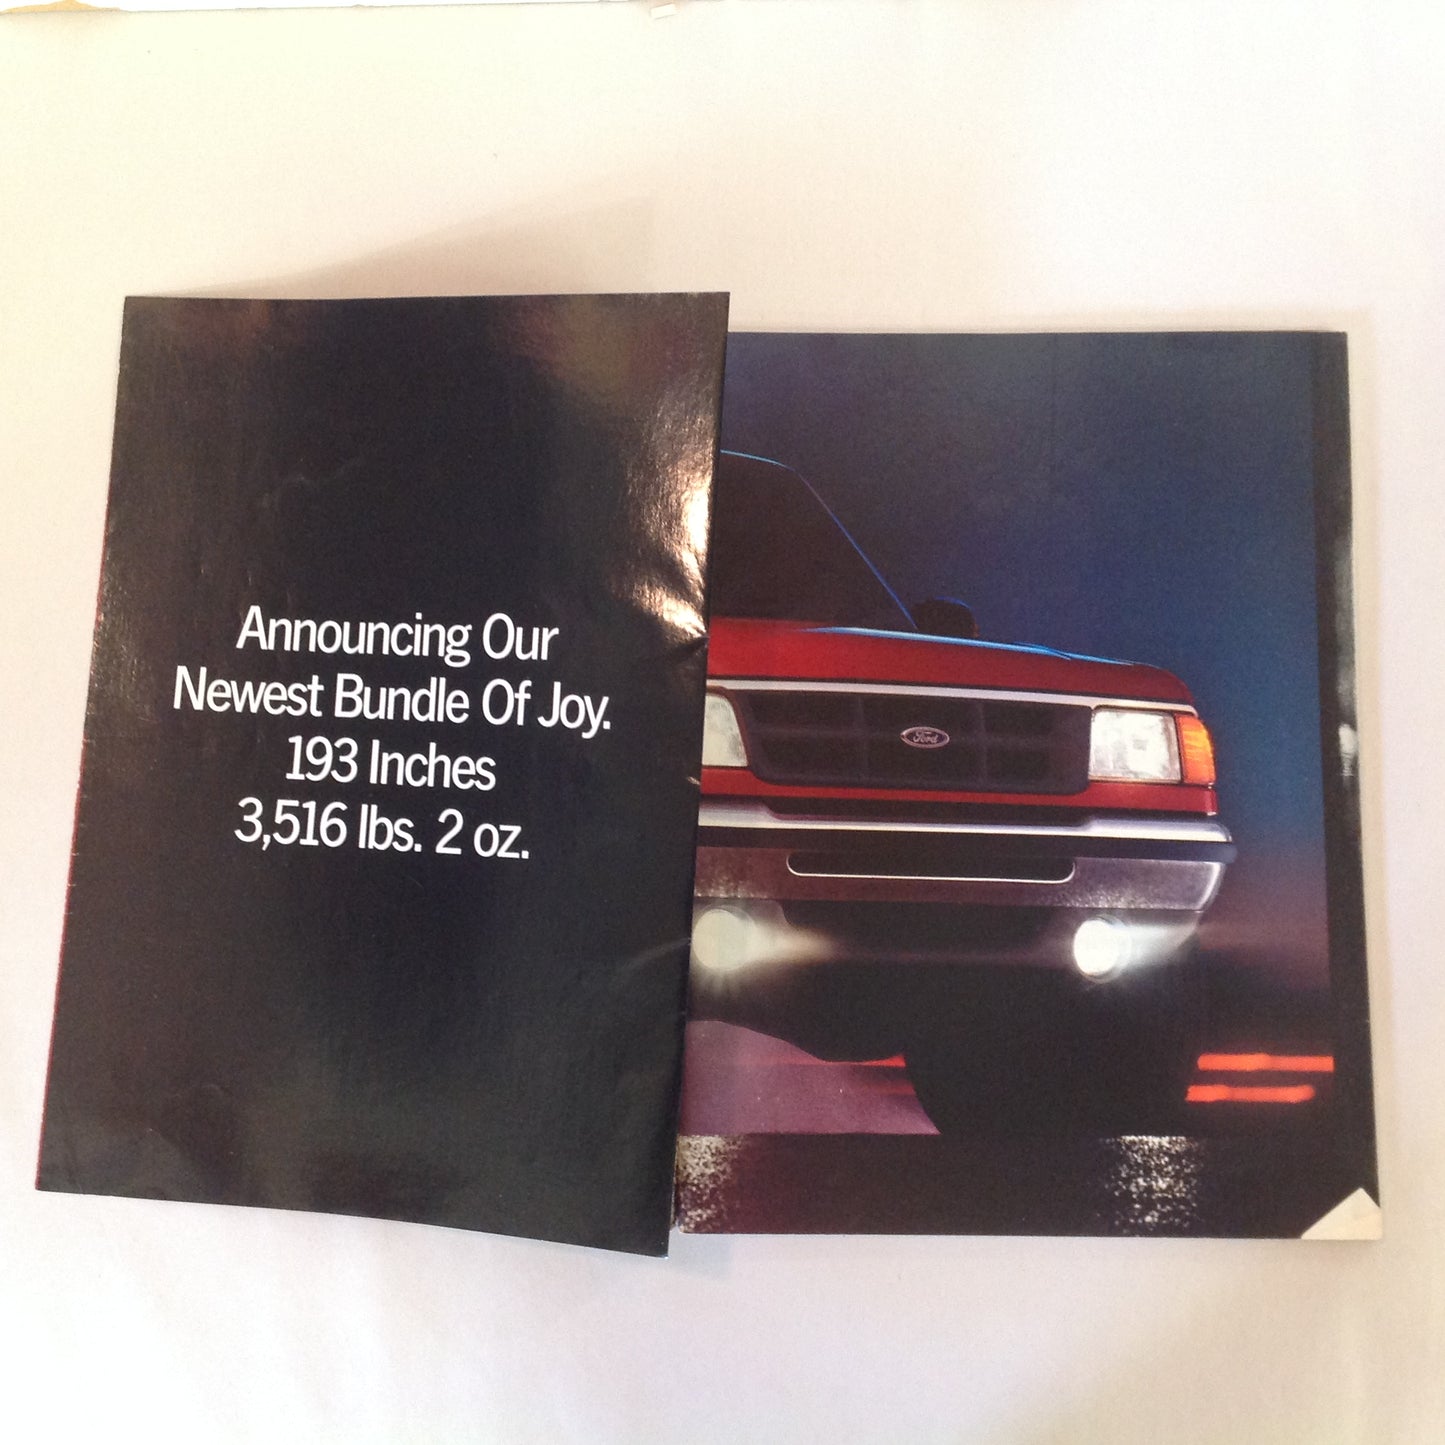 Announcing Our
Newest Bundle Of Joy.
193 Inches
3,516 lbs. 2 oz.
Ford